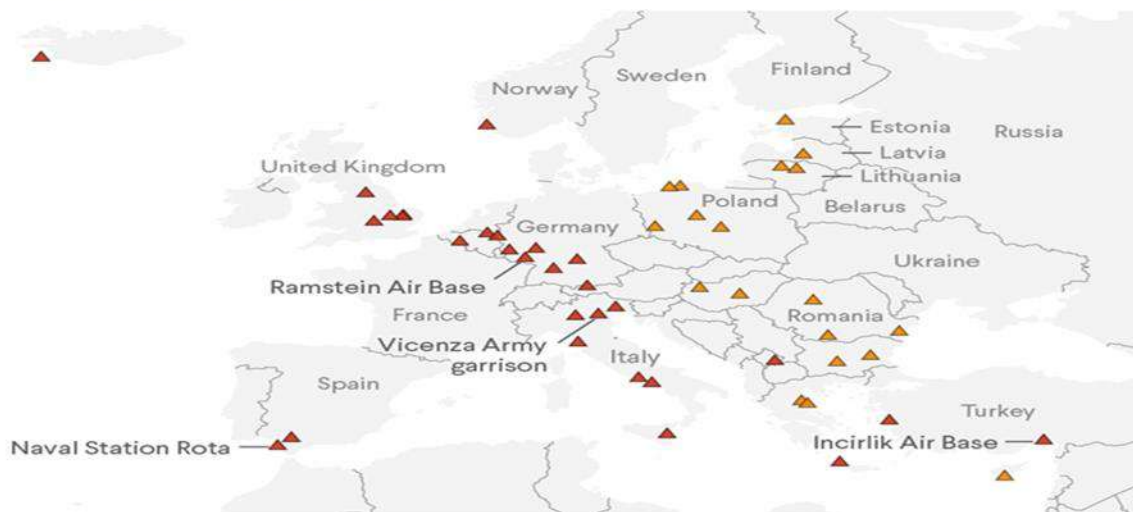 Finland
Sweden
Norway
Estonia
Russia
Latvia
United Kingdom
Lithuania
Poland
Belarus
Germany
Ukraine
Ramstein Air Base
France
Romania
Vicenza Army
garrison
Italy
Spain
Turkey
Naval Station Rota
Incirlik Air Base